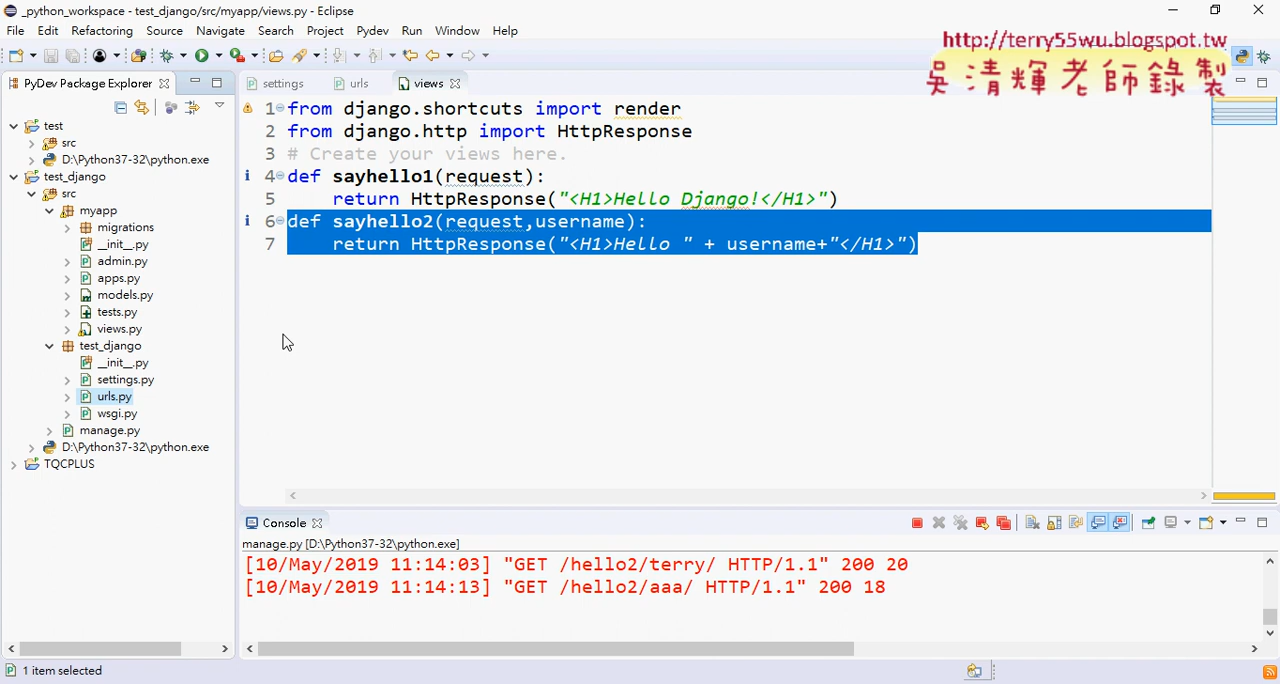 _python_workspace - test_django/src/myapp/views.py - Eclipse
File Edit Refactoring Source Navigate Search Project Pydev Run Window Help
http://terry55wu.blogspot.tw
吳清輝老師錄製
PyDev Package Explorer
settings urls views
test
src
D:\Python37-32\python.exe
test_django
src
myapp
migrations
__init__.py
admin.py
apps.py
models.py
tests.py
views.py
test_django
__init__.py
settings.py
urls.py
wsgi.py
manage.py
D:\Python37-32\python.exe
TQCPLUS
1 from django.shortcuts import render
2 from django.http import HttpResponse
3 # Create your views here.
4 def sayhello1(request):
5 return HttpResponse("<H1>Hello Django!</H1>")
6 def sayhello2(request,username):
7 return HttpResponse("<H1>Hello " + username+"</H1>")
Console
manage.py [D:\Python37-32\python.exe]
[10/May/2019 11:14:03] "GET /hello2/terry/ HTTP/1.1" 200 20
[10/May/2019 11:14:13] "GET /hello2/aaa/ HTTP/1.1" 200 18
1 item selected